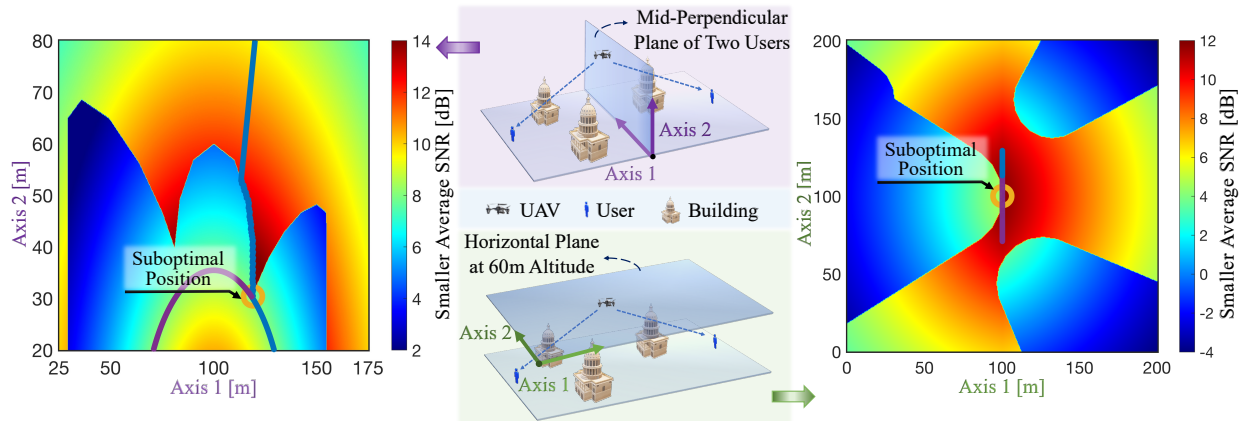 80
70
60
50
40
30
20
25
50
100
150
175
Axis 2 [m]
Axis 1 [m]
Suboptimal
Position
14
12
10
8
6
4
2
Smaller Average SNR [dB]
Mid-Perpendicular
Plane of Two Users
Axis 2
Axis 1
UAV
User
Building
Horizontal Plane
at 60m Altitude
Axis 2
Axis 1
200
150
100
50
0
0
50
100
150
200
Axis 2 [m]
Axis 1 [m]
Suboptimal
Position
12
10
8
6
4
2
0
-2
-4
Smaller Average SNR [dB]